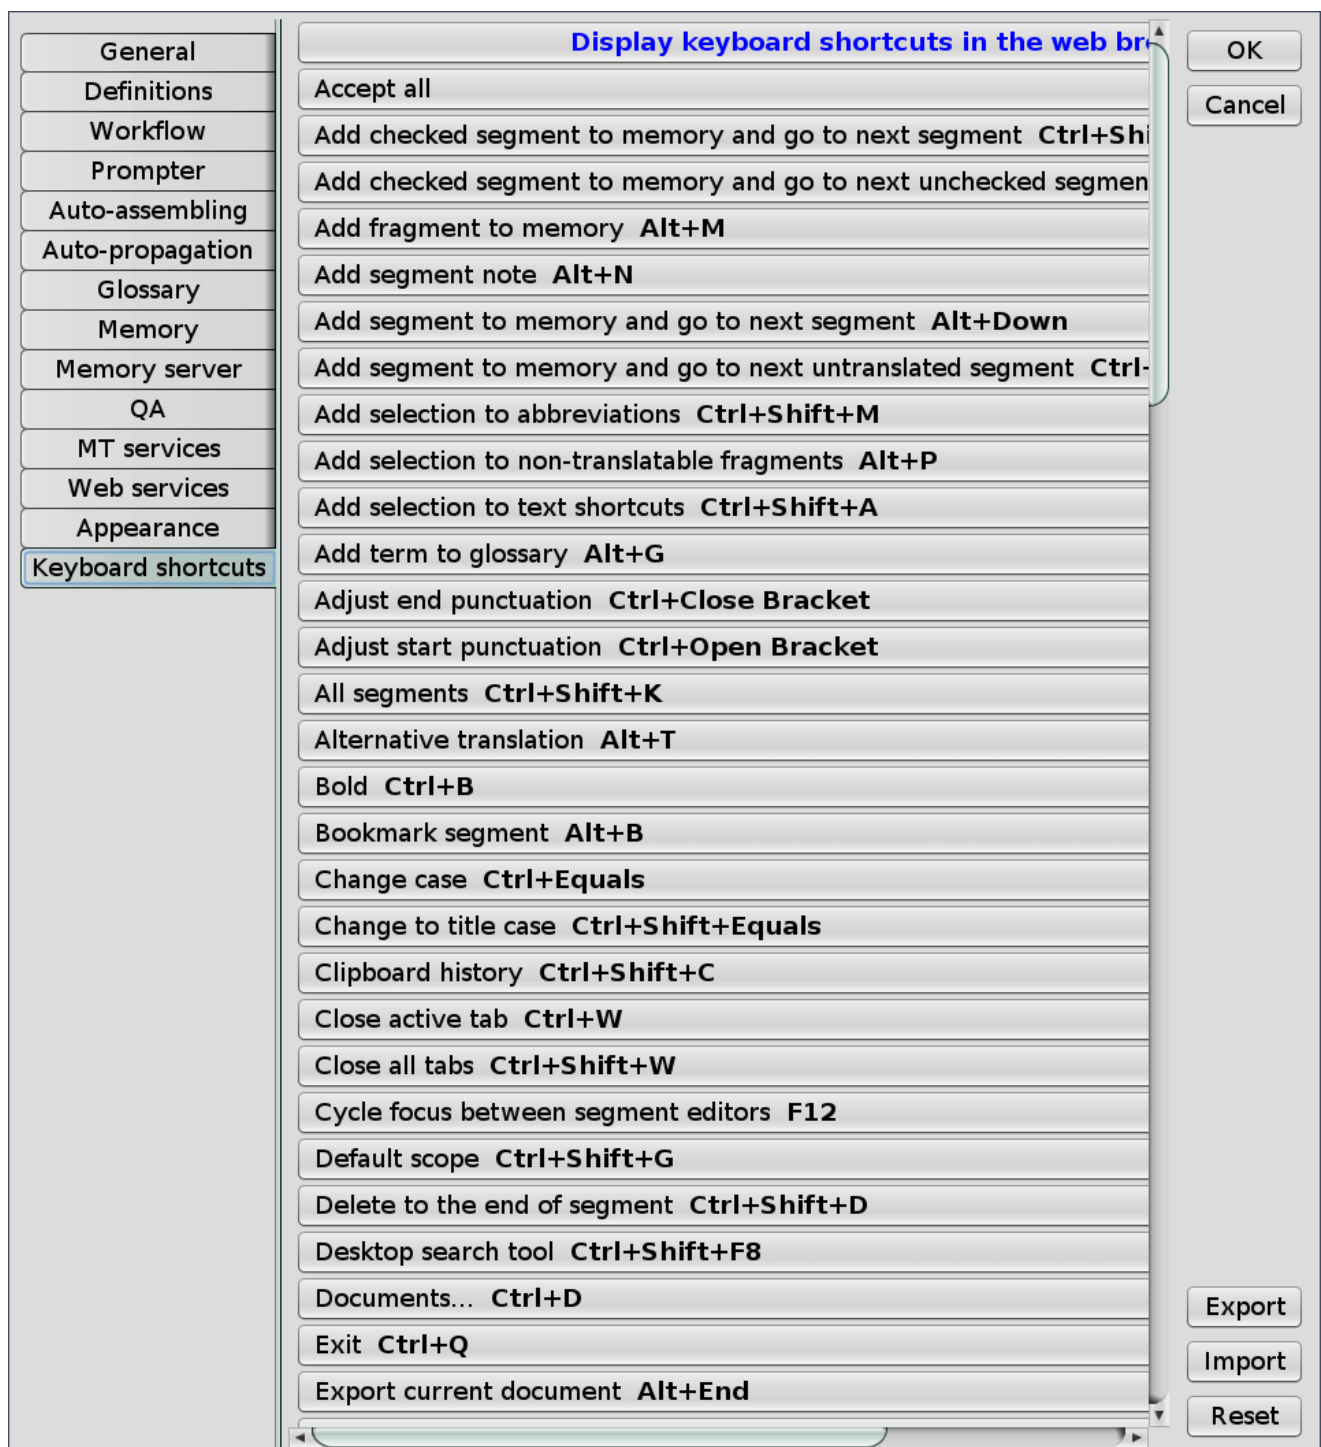 General
Definitions
Workflow
Prompter
Auto-assembling
Auto-propagation
Glossary
Memory
Memory server
QA
MT services
Web services
Appearance
Keyboard shortcuts
Display keyboard shortcuts in the web
Accept all
Add checked segment to memory and go to next segment Ctrl+Shi
Add checked segment to memory and go to next unchecked segmen
Add fragment to memory Alt+M
Add segment note Alt+N
Add segment to memory and go to next segment Alt+Down
Add segment to memory and go to next untranslated segment Ctrl+
Add selection to abbreviations Ctrl+Shift+M
Add selection to non-translatable fragments Alt+P
Add selection to text shortcuts Ctrl+Shift+A
Add term to glossary Alt+G
Adjust end punctuation Ctrl+Close Bracket
Adjust start punctuation Ctrl+Open Bracket
All segments Ctrl+Shift+K
Alternative translation Alt+T
Bold Ctrl+B
Bookmark segment Alt+B
Change case Ctrl+Equals
Change to title case Ctrl+Shift+Equals
Clipboard history Ctrl+Shift+C
Close active tab Ctrl+W
Close all tabs Ctrl+Shift+W
Cycle focus between segment editors F12
Default scope Ctrl+Shift+G
Delete to the end of segment Ctrl+Shift+D
Desktop search tool Ctrl+Shift+F8
Documents... Ctrl+D
Exit Ctrl+Q
Export current document Alt+End
OK
Cancel
Export
Import
Reset